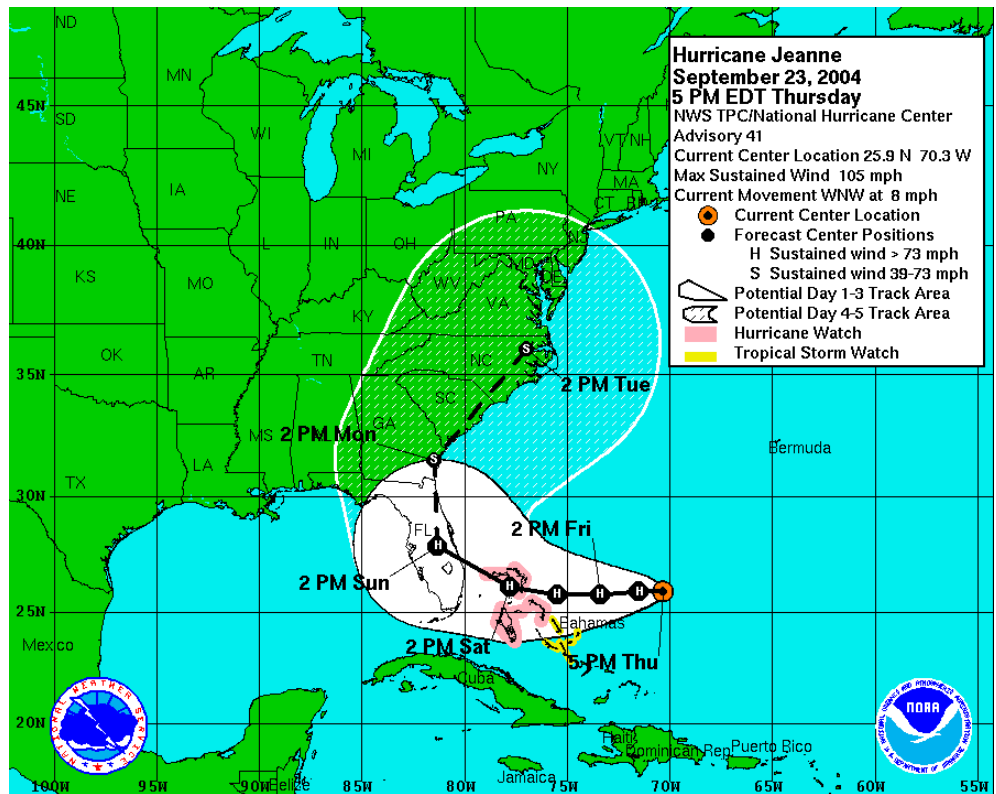 Hurricane Jeanne
September 23, 2004
5 PM EDT Thursday
NWS TPC/National Hurricane Center
Advisory 41
Current Center Location 25.9 N 70.3 W
Max Sustained Wind 105 mph
Current Movement WNW at 8 mph
Current Center Location
Forecast Center Positions
H Sustained wind > 73 mph
S Sustained wind 39-73 mph
Potential Day 1-3 Track Area
Potential Day 4-5 Track Area
Hurricane Watch
Tropical Storm Watch
ND
MN
45N
SD
WI
VT
NH
MI
NY
MA
NE
IA
CT
PA
40N
IL
IN
OH
NJ
KS
MO
WV
MD
DE
VA
KY
OK
TN
NC
S
35N
AR
2 PM Tue
SC
GA
MS
2 PM Mon
LA
S
Bermuda
TX
30N
2 PM Fri
FL
H
2 PM Sun
H
H
H
H
25N
Bahamas
Mexico
2 PM Sat
5 PM Thu
Cuba
NATIONAL WEATHER SERVICE
NOAA
20N
Haiti
Dominican Rep
Puerto Rico
Jamaica
Belize
100W
95W
90W
85W
80W
75W
70W
65W
60W
55W